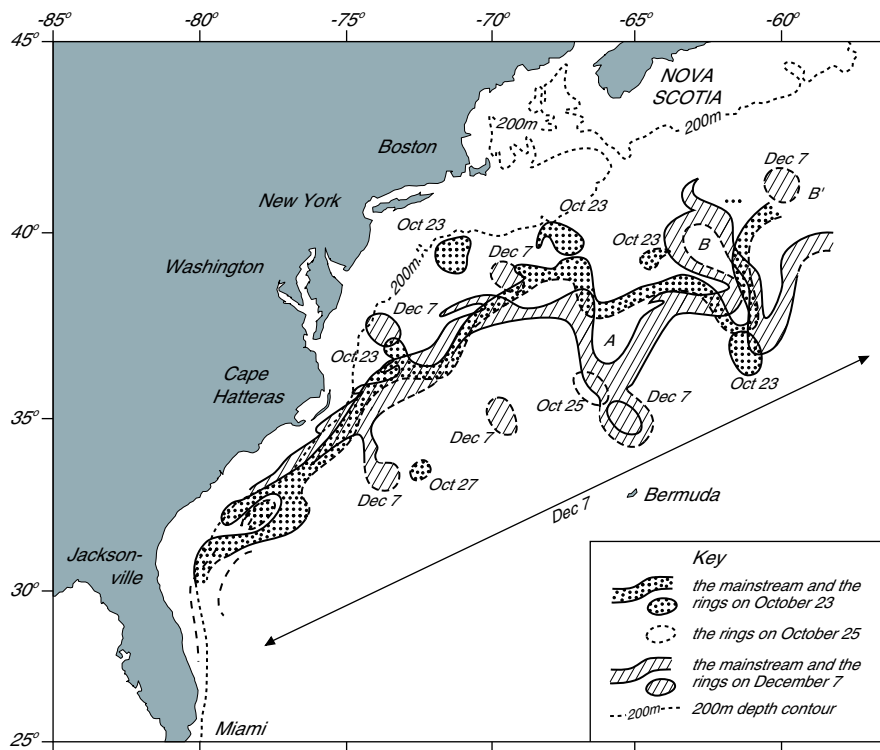 -85°
-80°
-75°
-70°
-65°
-60°
45°
40°
35°
30°
25°
NOVA
SCOTIA
200m
200m
Boston
Dec 7
B'
New York
Oct 23
Oct 23
Oct 23
B
Washington
200m
Dec 7
Dec 7
A
Oct 23
Cape
Hatteras
Oct 23
Oct 25
Dec 7
Dec 7
Dec 7
Oct 27
Dec 7
Bermuda
Jackson-
ville
Miami
Key
the mainstream and the
rings on October 23
the rings on October 25
the mainstream and the
rings on December 7
200m
200m depth contour